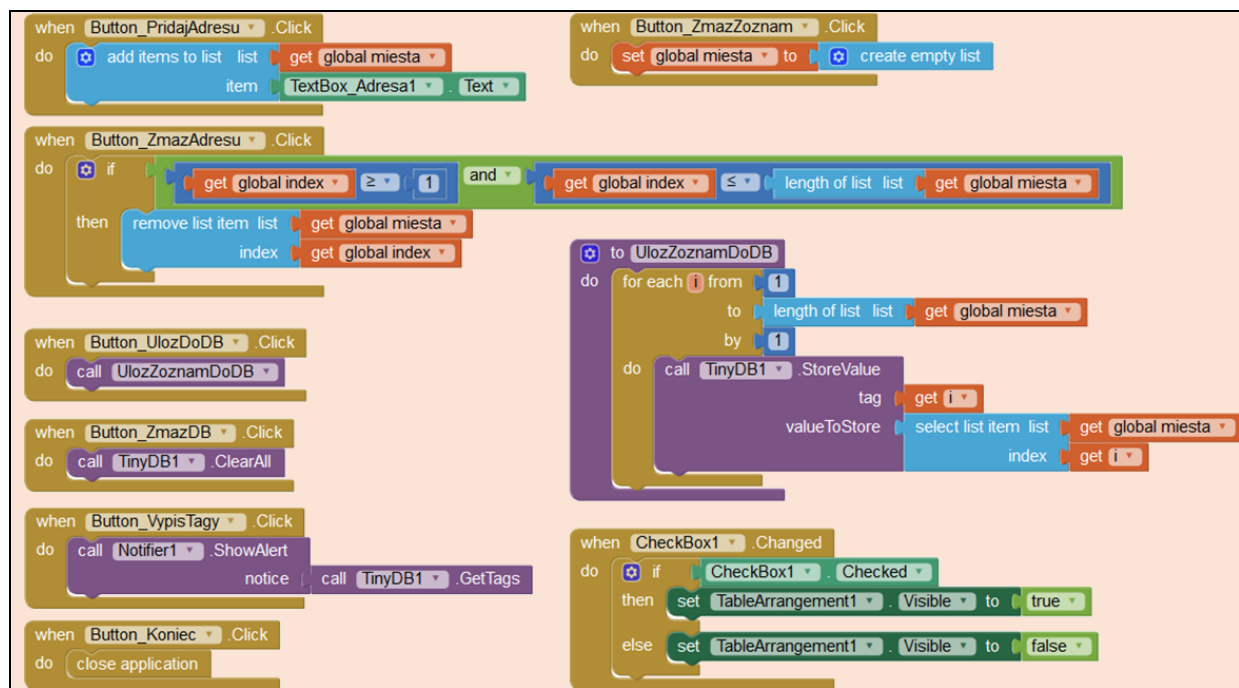 when Button_PridajAdresu .Click
do add items to list list get global miesta
item TextBox_Adresa1 . Text
when Button_ZmazAdresu .Click
do if get global index ≥ 1 and get global index ≤ length of list list get global miesta
then remove list item list get global miesta
index get global index
when Button_UlozDoDB .Click
do call UlozZoznamDoDB
when Button_ZmazDB .Click
do call TinyDB1 .ClearAll
when Button_VypisTagy .Click
do call Notifier1 .ShowAlert
notice call TinyDB1 .GetTags
when Button_Koniec .Click
do close application
when Button_ZmazZoznam .Click
do set global miesta to create empty list
to UlozZoznamDoDB
do for each i from 1
to length of list list get global miesta
by 1
do call TinyDB1 .StoreValue
tag get i
valueToStore select list item list get global miesta
index get i
when CheckBox1 .Changed
do if CheckBox1 . Checked
then set TableArrangement1 . Visible to true
else set TableArrangement1 . Visible to false